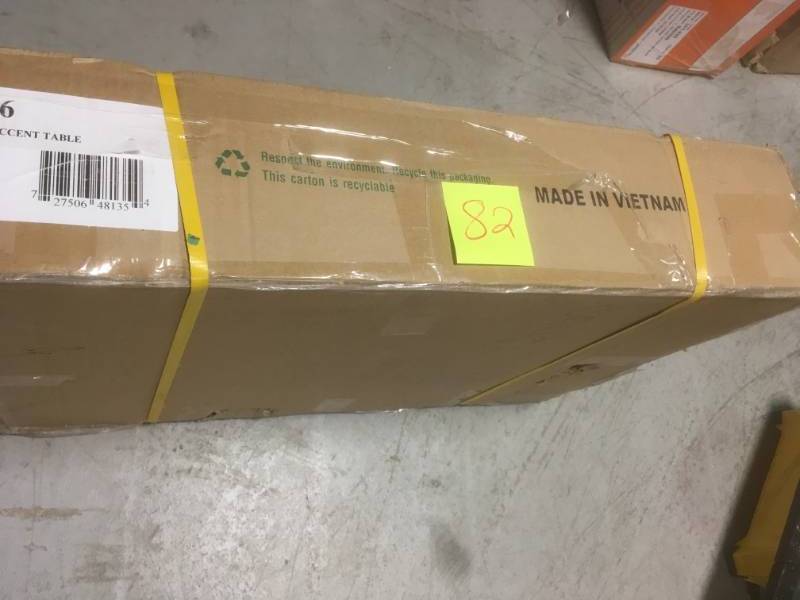 6
CCENT TABLE
7 27506 48135 4
Respect the environment. Recycle this packaging
This carton is recyclable
82
MADE IN VIETNAM